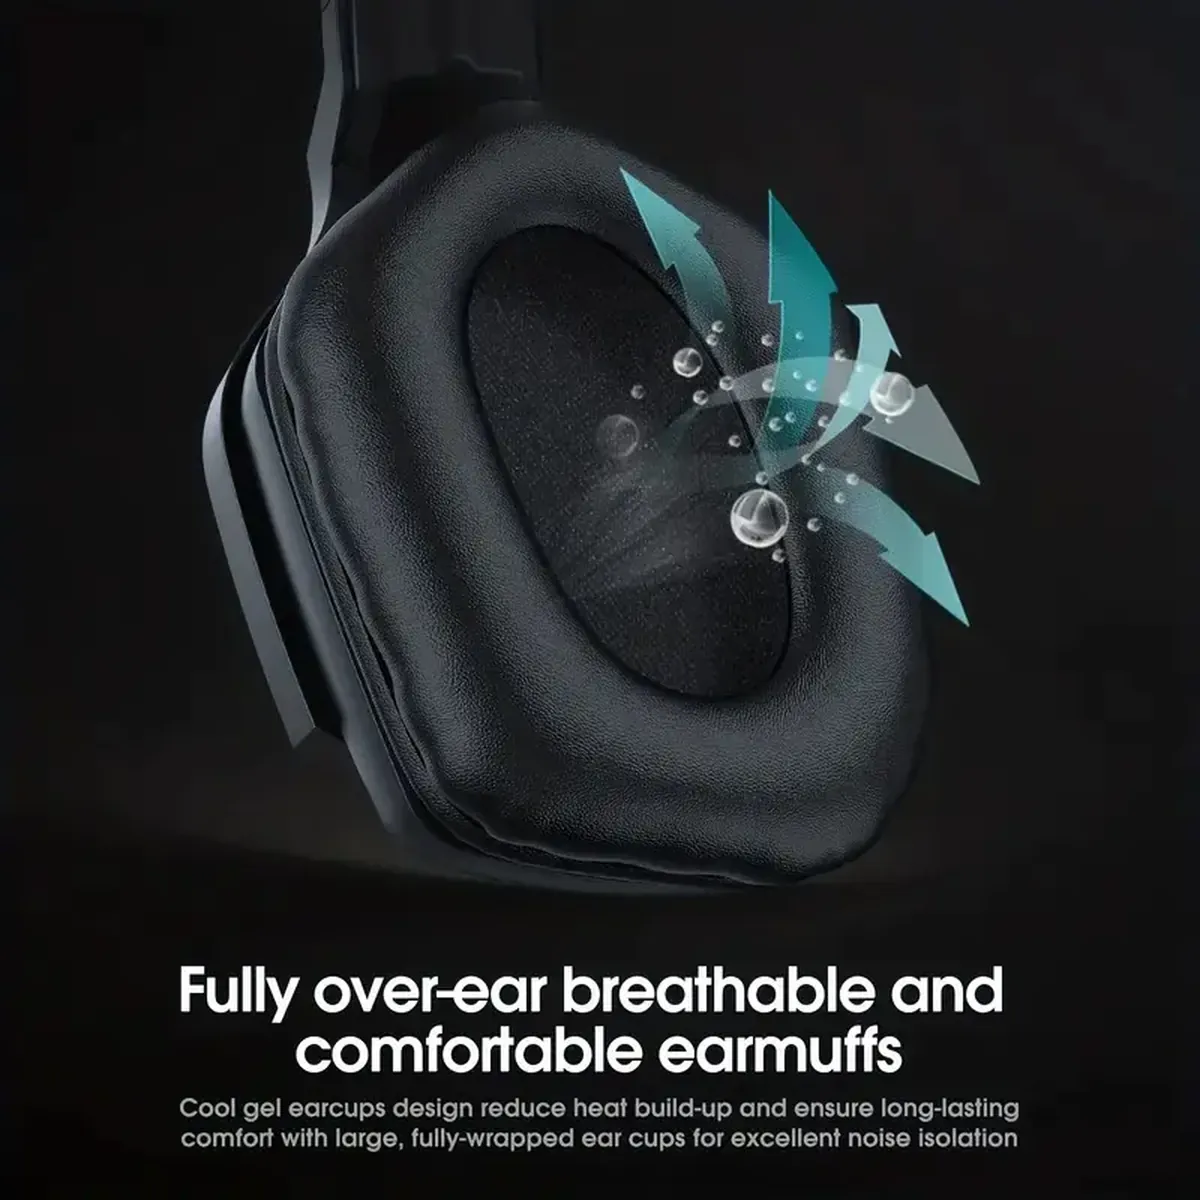 Fully over-ear breathable and
comfortable earmuffs
Cool gel earcups design reduce heat build-up and ensure long-lasting
comfort with large, fully-wrapped ear cups for excellent noise isolation